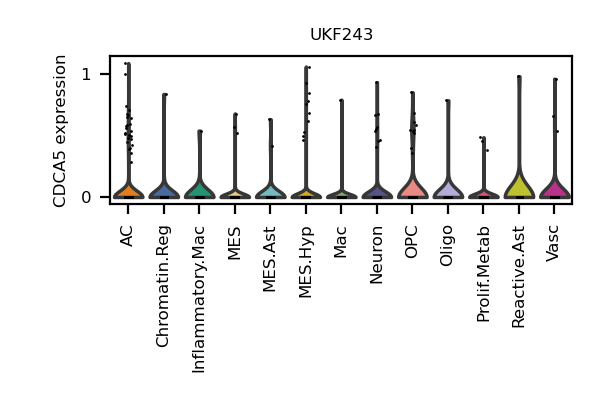 UKF243
CDCA5 expression
1
0
AC
Chromatin.Reg
Inflammatory.Mac
MES
MES.Ast
MES.Hyp
Mac
Neuron
OPC
Oligo
Prolif.Metab
Reactive.Ast
Vasc